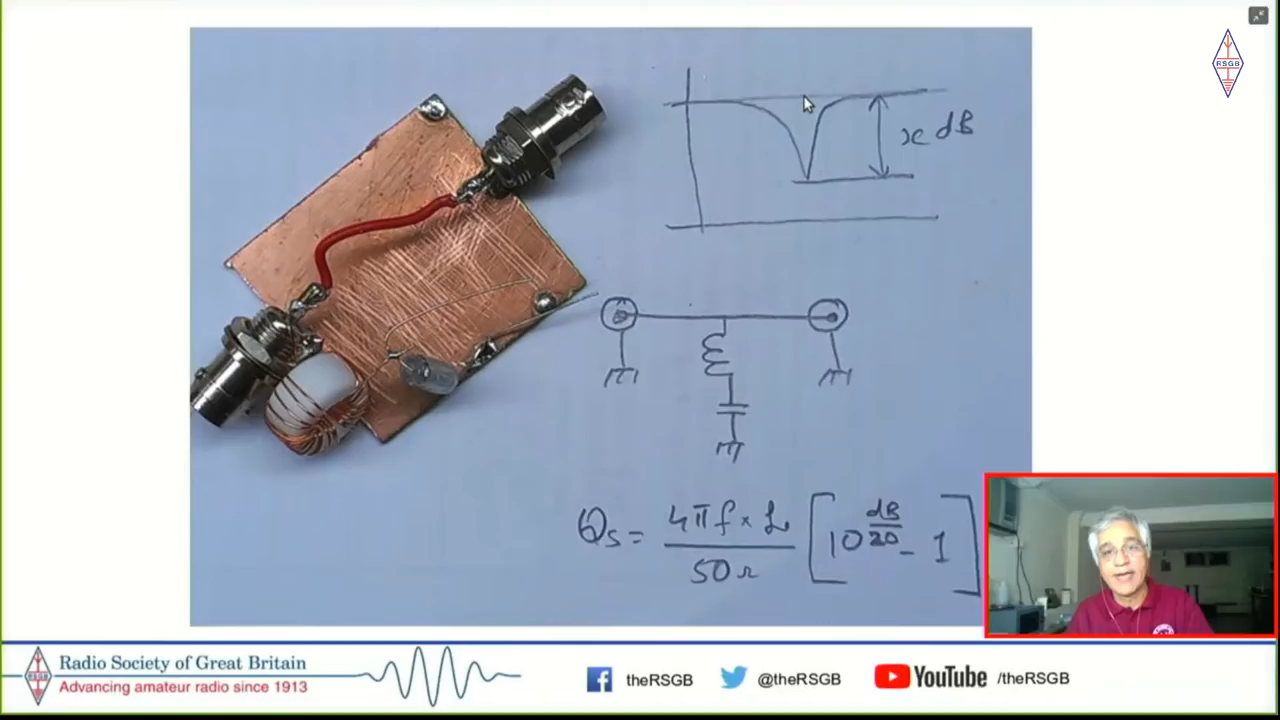 RSGB
x dB
Qs = 4πf × L / 50Ω [10^(dB/20) - 1]
Radio Society of Great Britain
Advancing amateur radio since 1913
theRSGB
@theRSGB
YouTube /theRSGB
RSGB